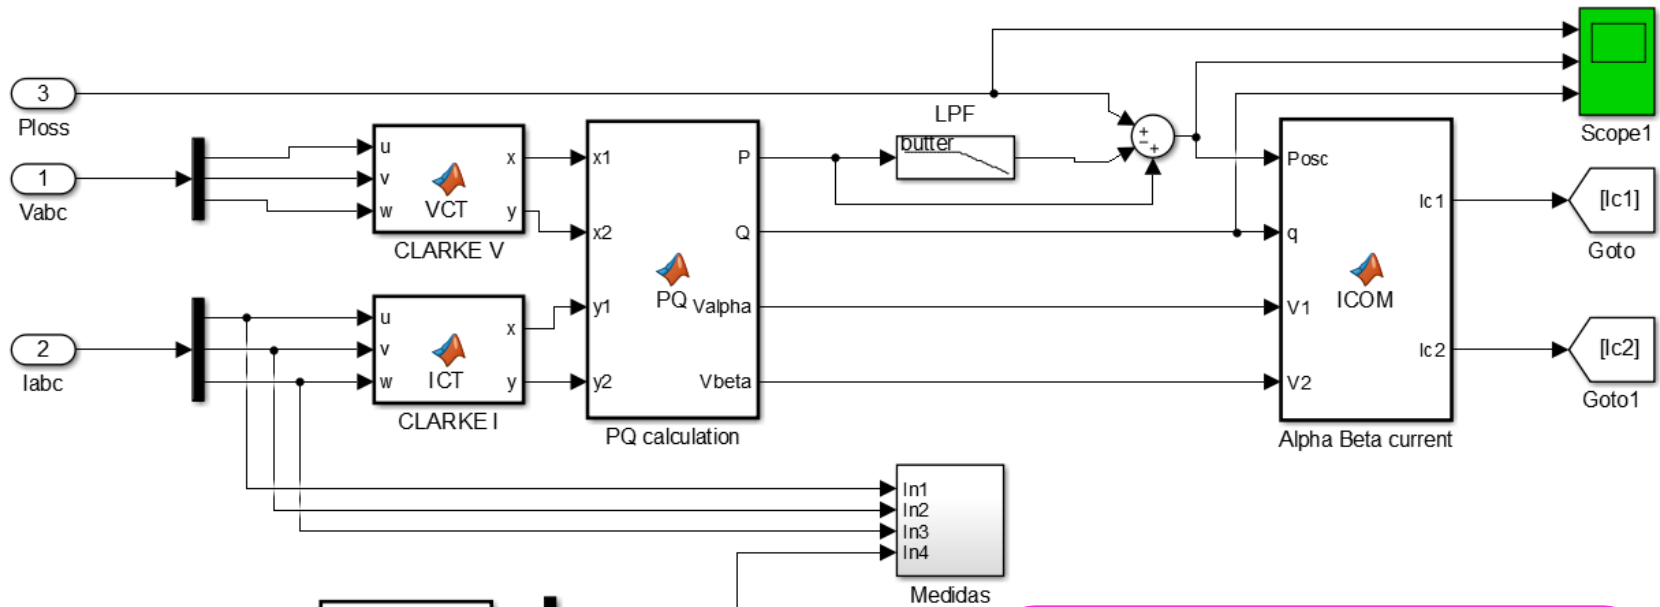 3
Ploss
1
Vabc
2
Iabc
u
v
w
VCT
x
y
CLARKE V
u
v
w
ICT
x
y
CLARKE I
x1
x2
y1
y2
PQ
P
Q
Valpha
Vbeta
PQ calculation
LPF
butter
+
−
+
Posc
q
V1
V2
ICOM
Ic1
Ic2
Alpha Beta current
Scope1
[Ic1]
Goto
[Ic2]
Goto1
In1
In2
In3
In4
Medidas